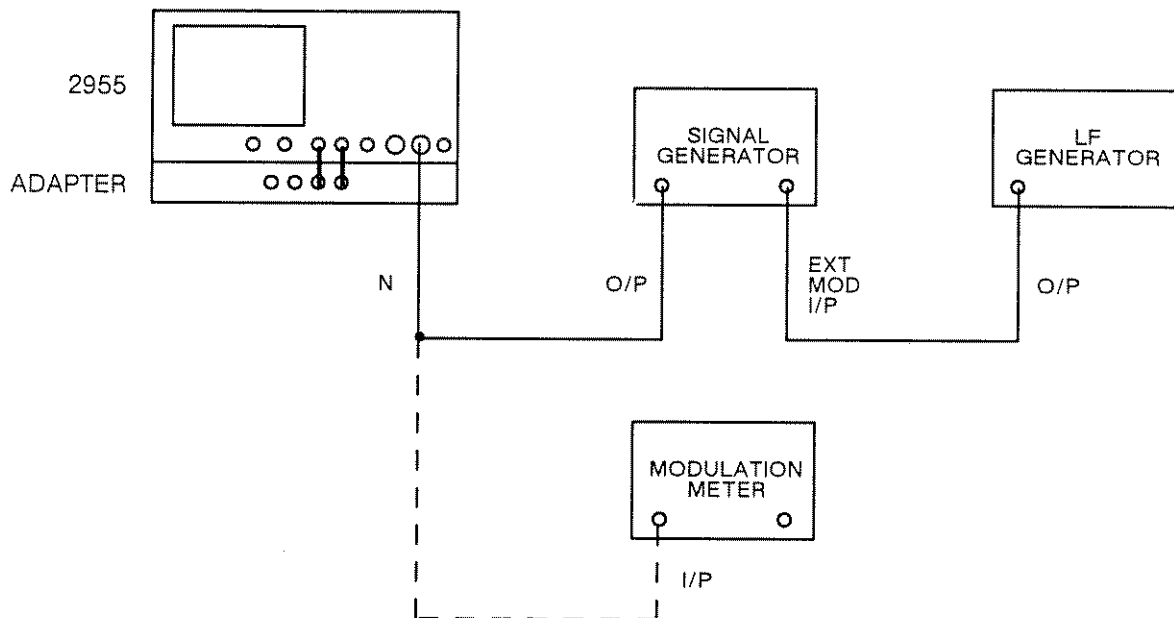 2955
ADAPTER
SIGNAL
GENERATOR
LF
GENERATOR
N
O/P
EXT
MOD
I/P
O/P
MODULATION
METER
I/P